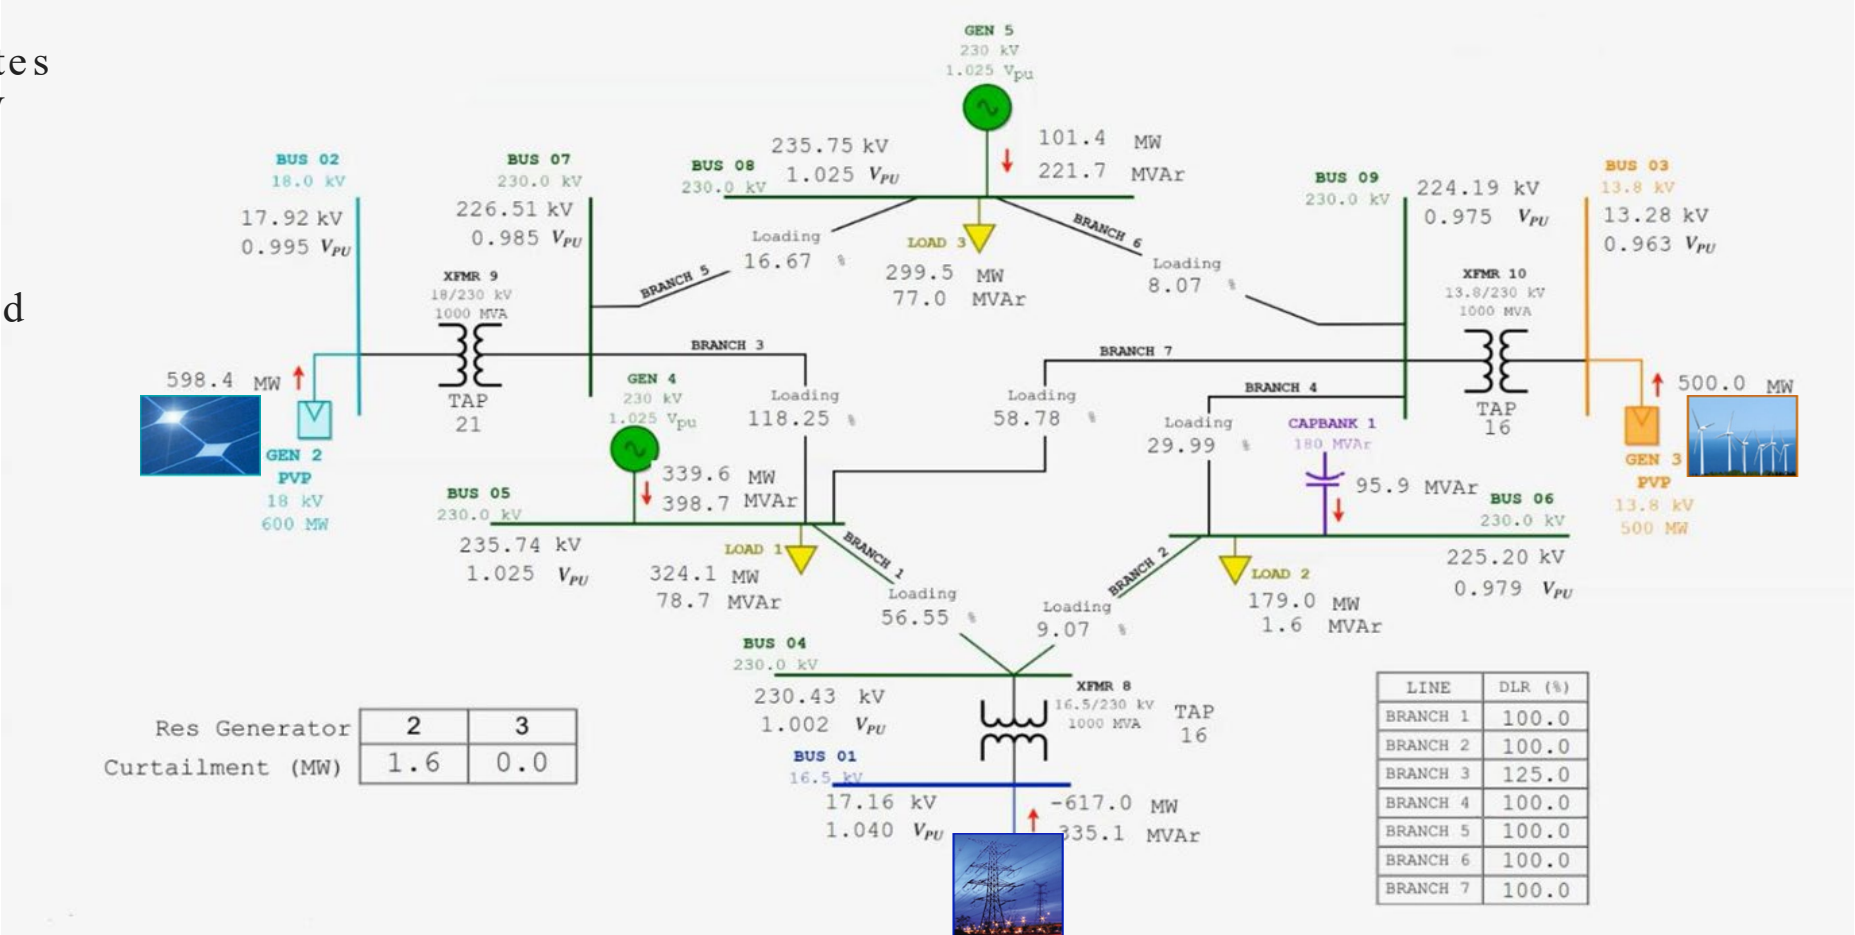 tes
d
GEN 5
230 kV
1.025 Vpu
101.4 MW
221.7 MVAr
BUS 08
230.0 kV
235.75 kV
1.025 VPU
LOAD 3
299.5 MW
77.0 MVAr
BUS 02
18.0 kV
17.92 kV
0.995 VPU
BUS 07
230.0 kV
226.51 kV
0.985 VPU
XFMR 9
18/230 kV
1000 MVA
TAP
21
BRANCH 5
Loading
16.67 %
BRANCH 6
Loading
8.07 %
BUS 09
230.0 kV
224.19 kV
0.975 VPU
BUS 03
13.8 kV
13.28 kV
0.963 VPU
XFMR 10
13.8/230 kV
1000 MVA
TAP
16
598.4 MW
GEN 2
PVP
18 kV
600 MW
500.0 MW
GEN 3
PVP
13.8 kV
500 MW
BRANCH 3
Loading
118.25 %
BRANCH 7
Loading
58.78 %
BRANCH 4
Loading
29.99 %
GEN 4
230 kV
1.025 Vpu
339.6 MW
398.7 MVAr
BUS 05
230.0 kV
235.74 kV
1.025 VPU
LOAD 1
324.1 MW
78.7 MVAr
CAPBANK 1
180 MVAr
95.9 MVAr
BUS 06
230.0 kV
225.20 kV
0.979 VPU
LOAD 2
179.0 MW
1.6 MVAr
BRANCH 1
Loading
56.55 %
BRANCH 2
Loading
9.07 %
BUS 04
230.0 kV
230.43 kV
1.002 VPU
XFMR 8
16.5/230 kV
1000 MVA
TAP
16
BUS 01
16.5 kV
17.16 kV
1.040 VPU
-617.0 MW
335.1 MVAr
Res Generator 2 3
Curtailment (MW) 1.6 0.0
LINE DLR (%)
BRANCH 1 100.0
BRANCH 2 100.0
BRANCH 3 125.0
BRANCH 4 100.0
BRANCH 5 100.0
BRANCH 6 100.0
BRANCH 7 100.0